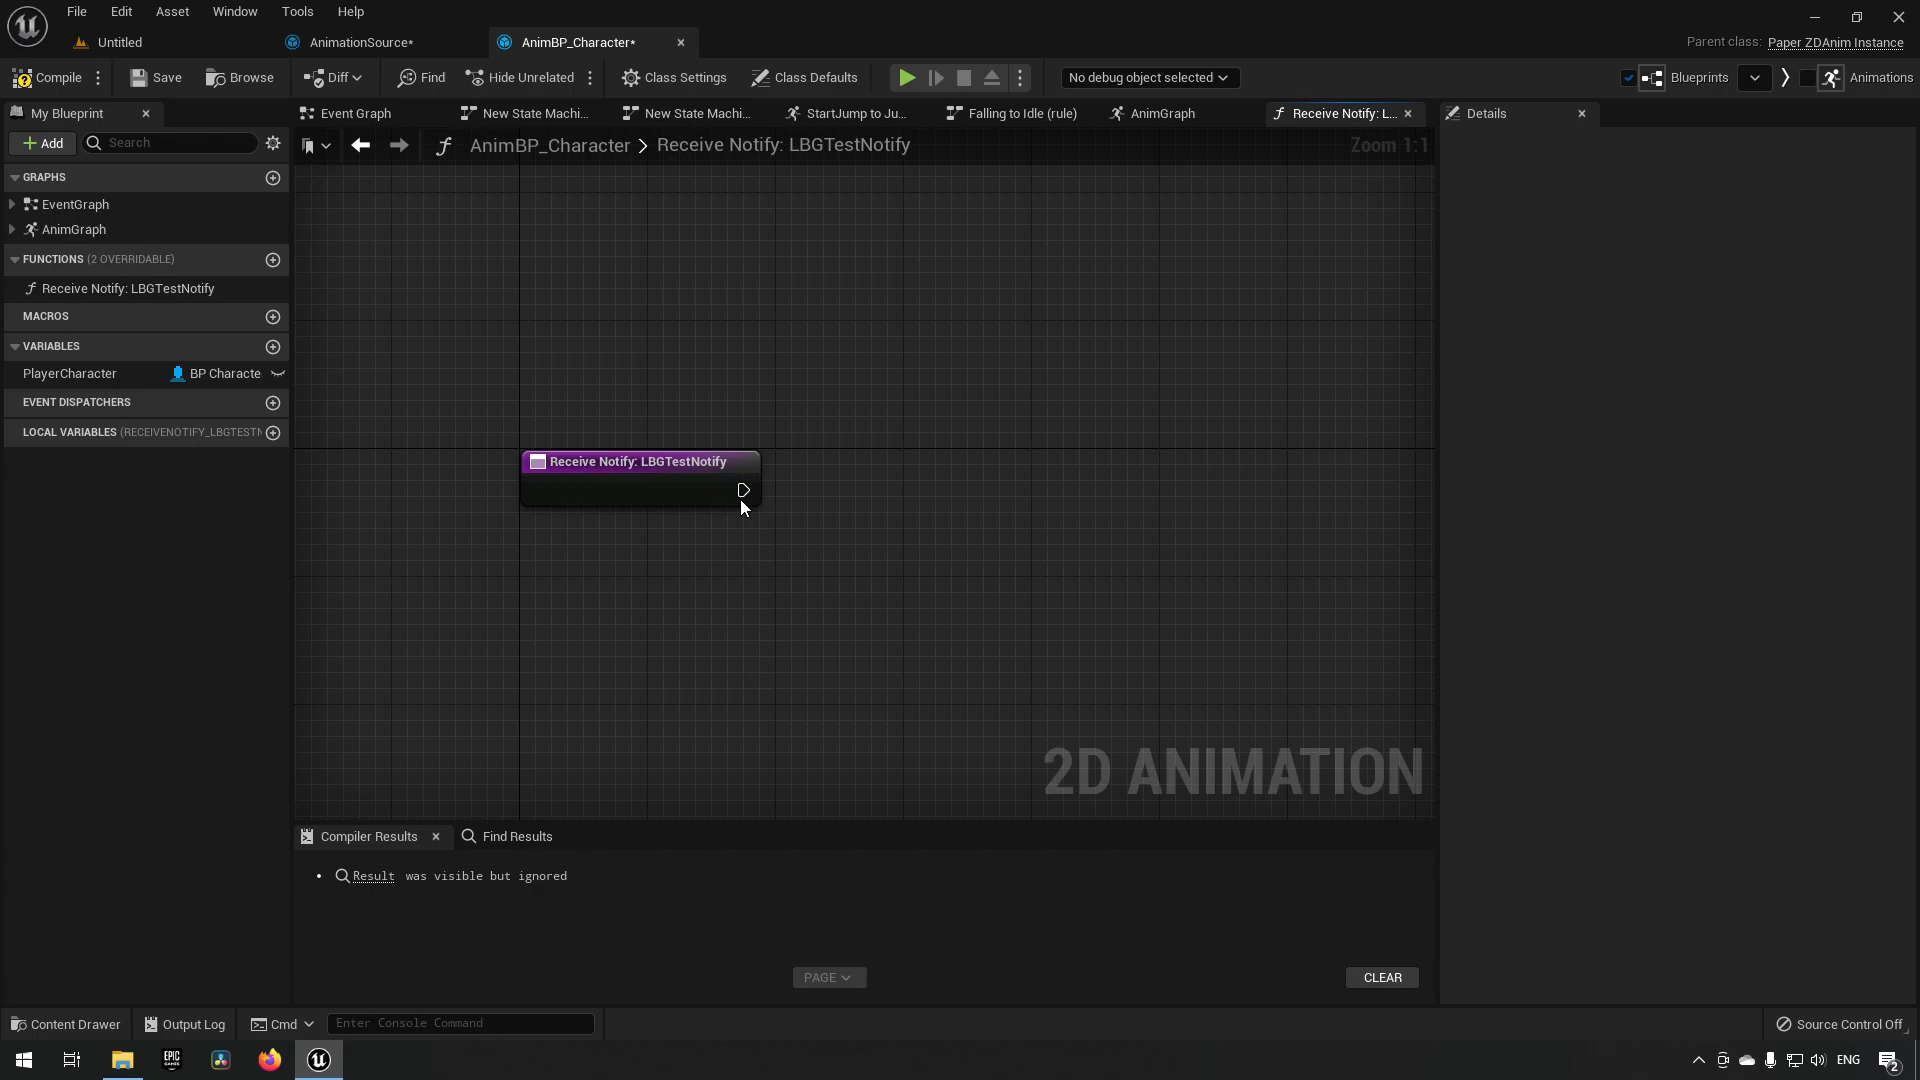 File Edit Asset Window Tools Help
Untitled AnimationSource* AnimBP_Character*
Parent class: Paper ZDAnim Instance
Compile Save Browse Diff Find Hide Unrelated Class Settings Class Defaults No debug object selected Blueprints Animations
My Blueprint
Event Graph New State Machi... New State Machi... StartJump to Ju... Falling to Idle (rule) AnimGraph Receive Notify: L... Details
Add Search
AnimBP_Character > Receive Notify: LBGTestNotify Zoom 1:1
GRAPHS
EventGraph
AnimGraph
FUNCTIONS (2 OVERRIDABLE)
Receive Notify: LBGTestNotify
MACROS
VARIABLES
PlayerCharacter BP Characte
EVENT DISPATCHERS
LOCAL VARIABLES (RECEIVENOTIFY_LBGTESTN
Receive Notify: LBGTestNotify
2D ANIMATION
Compiler Results Find Results
• Result was visible but ignored
PAGE CLEAR
Content Drawer Output Log Cmd Enter Console Command Source Control Off
EPIC GAMES ENG 2